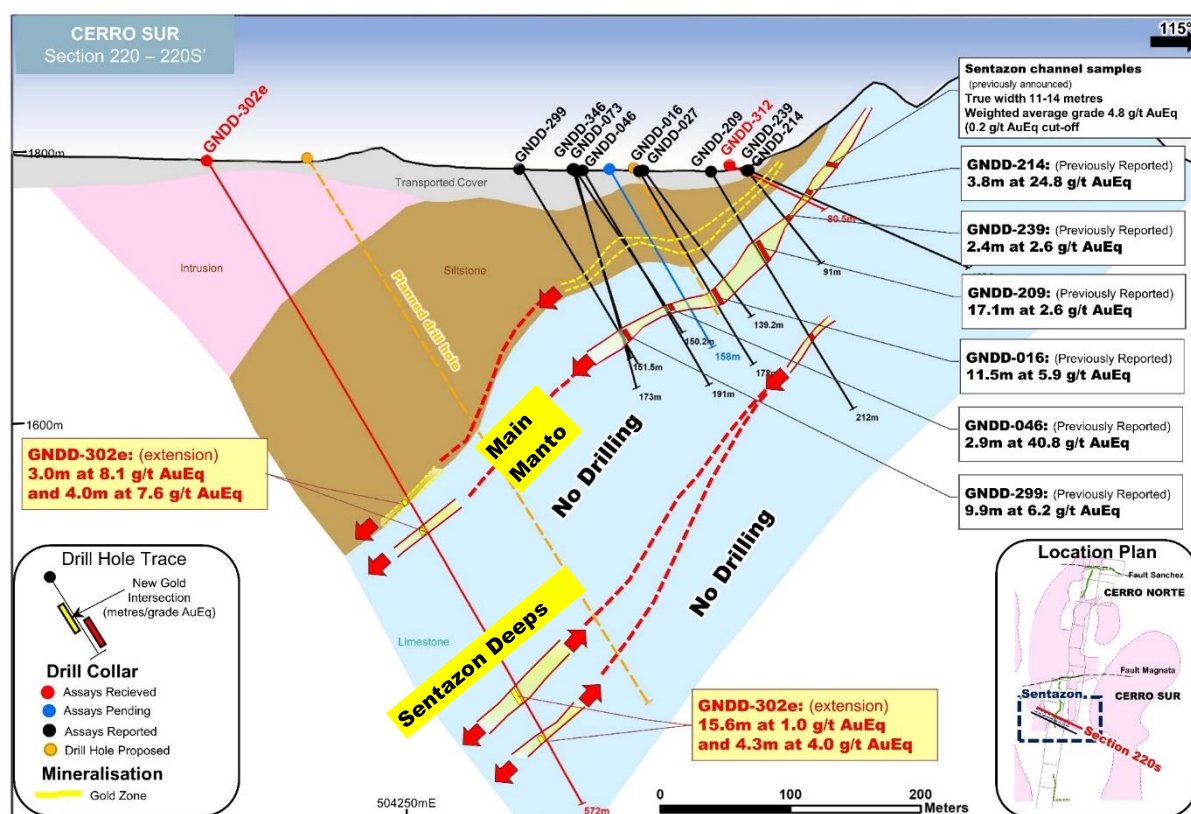 CERRO SUR
Section 220 – 220S'
115°
GNDD-302e
GNDD-299
GNDD-346
GNDD-073
GNDD-046
GNDD-016
GNDD-027
GNDD-209
GNDD-312
GNDD-239
GNDD-214
Sentazon channel samples
(previously announced)
True width 11-14 metres
Weighted average grade 4.8 g/t AuEq
(0.2 g/t AuEq cut-off
1800m
Transported Cover
GNDD-214: (Previously Reported)
3.8m at 24.8 g/t AuEq
80.5m
GNDD-239: (Previously Reported)
2.4m at 2.6 g/t AuEq
Intrusion
Siltstone
Planned drill hole
91m
GNDD-209: (Previously Reported)
17.1m at 2.6 g/t AuEq
139.2m
150.2m
158m
151.5m
178m
173m
191m
212m
GNDD-016: (Previously Reported)
11.5m at 5.9 g/t AuEq
1600m
GNDD-046: (Previously Reported)
2.9m at 40.8 g/t AuEq
GNDD-302e: (extension)
3.0m at 8.1 g/t AuEq
and 4.0m at 7.6 g/t AuEq
Main
Manto
No Drilling
No Drilling
GNDD-299: (Previously Reported)
9.9m at 6.2 g/t AuEq
Drill Hole Trace
New Gold
Intersection
(metres/grade AuEq)
Drill Collar
Assays Recieved
Assays Pending
Assays Reported
Drill Hole Proposed
Mineralisation
Gold Zone
Limestone
Sentazon Deeps
GNDD-302e: (extension)
15.6m at 1.0 g/t AuEq
and 4.3m at 4.0 g/t AuEq
Location Plan
Fault Sanchez
CERRO NORTE
Fault Magnata
Sentazon
CERRO SUR
Section 220s
504250mE
572m
0 100 200
Meters